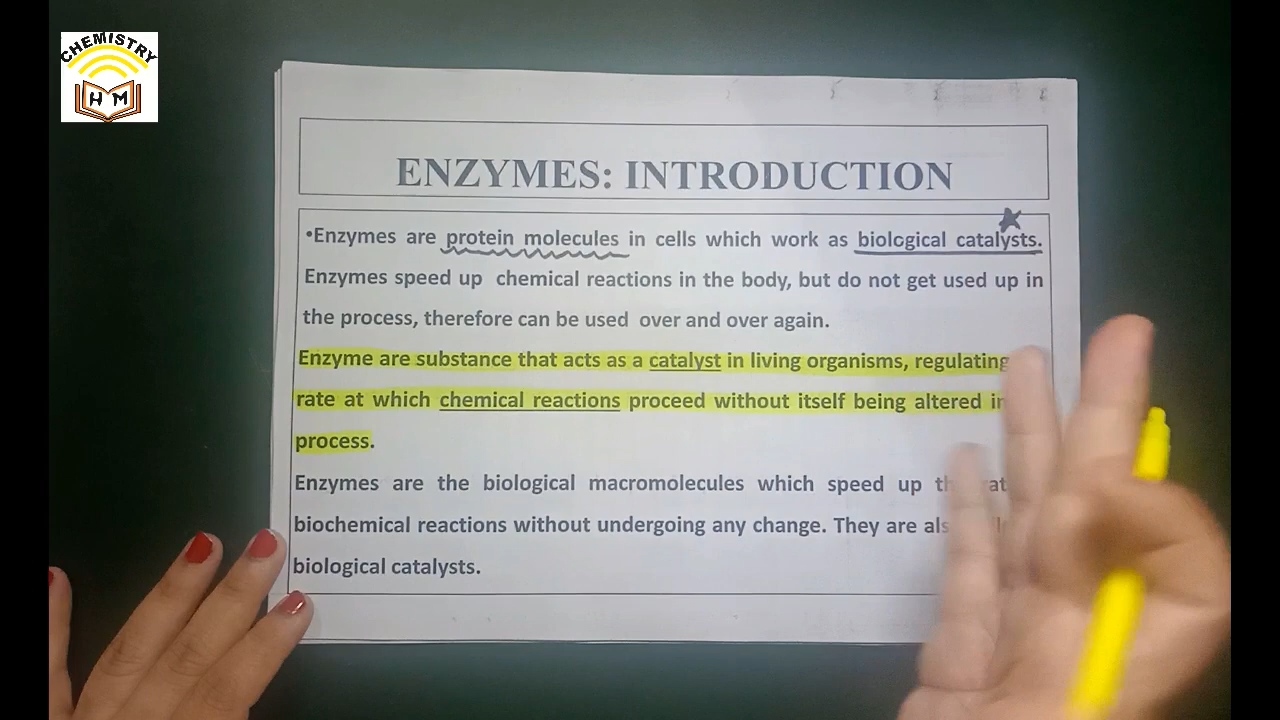 CHEMISTRY
H M
ENZYMES: INTRODUCTION
•Enzymes are protein molecules in cells which work as biological catalysts.
Enzymes speed up chemical reactions in the body, but do not get used up in
the process, therefore can be used over and over again.
Enzyme are substance that acts as a catalyst in living organisms, regulating
rate at which chemical reactions proceed without itself being altered in
process.
Enzymes are the biological macromolecules which speed up
biochemical reactions without undergoing any change. They are
biological catalysts.